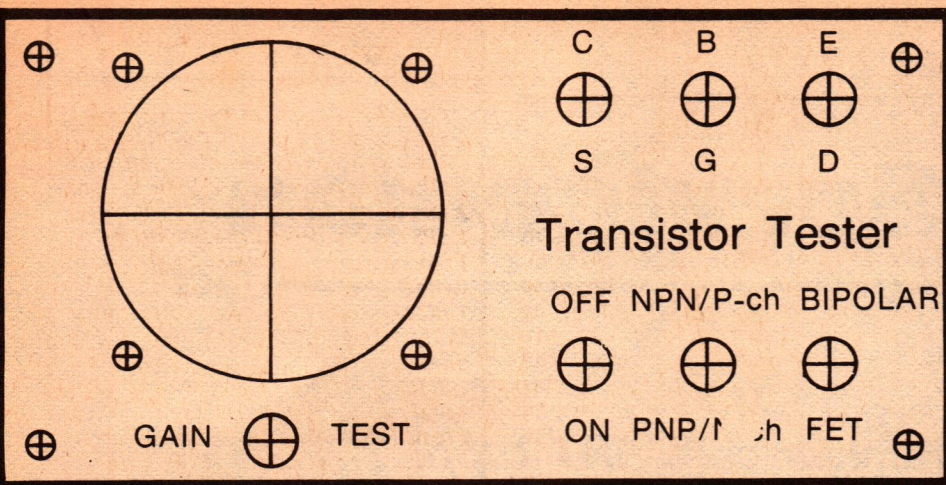 C B E
S G D
Transistor Tester
OFF NPN/P-ch BIPOLAR
ON FET
GAIN TEST